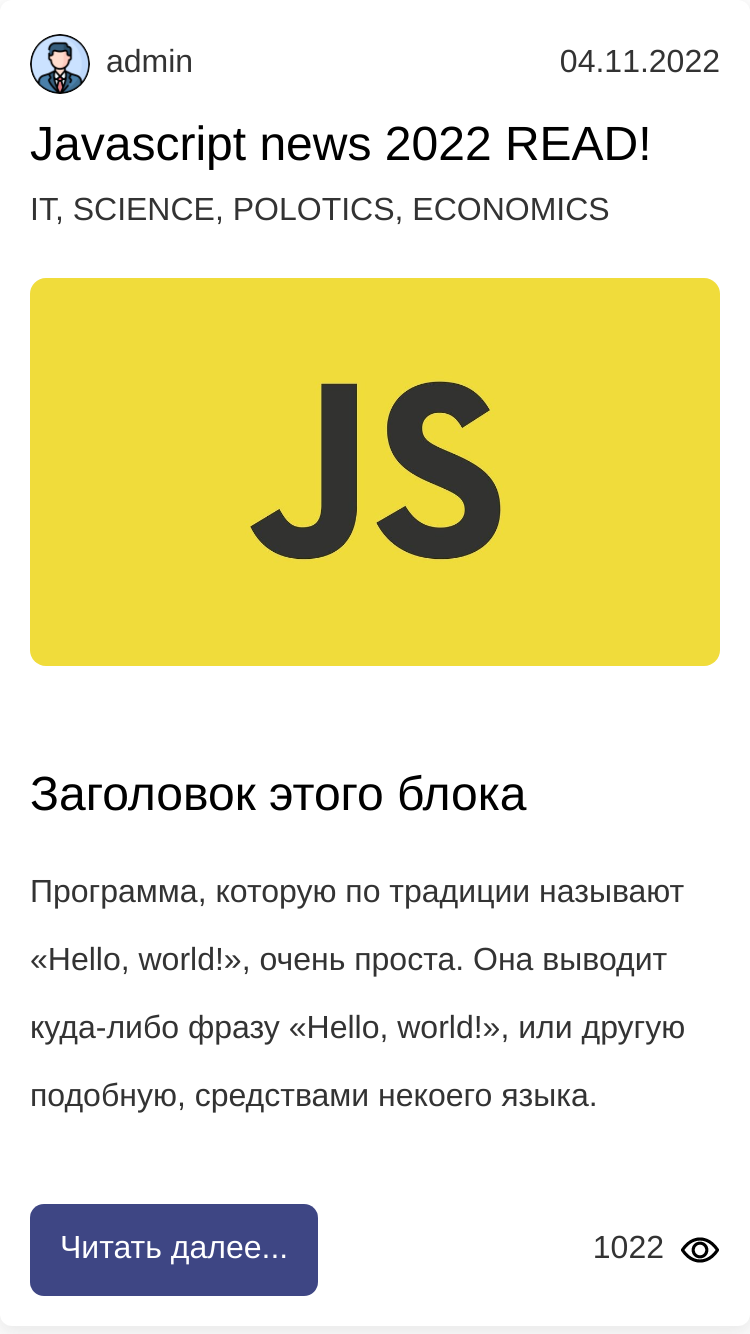 admin 04.11.2022
Javascript news 2022 READ!
IT, SCIENCE, POLOTICS, ECONOMICS
JS
Заголовок этого блока
Программа, которую по традиции называют
«Hello, world!», очень проста. Она выводит
куда-либо фразу «Hello, world!», или другую
подобную, средствами некоего языка.
Читать далее... 1022